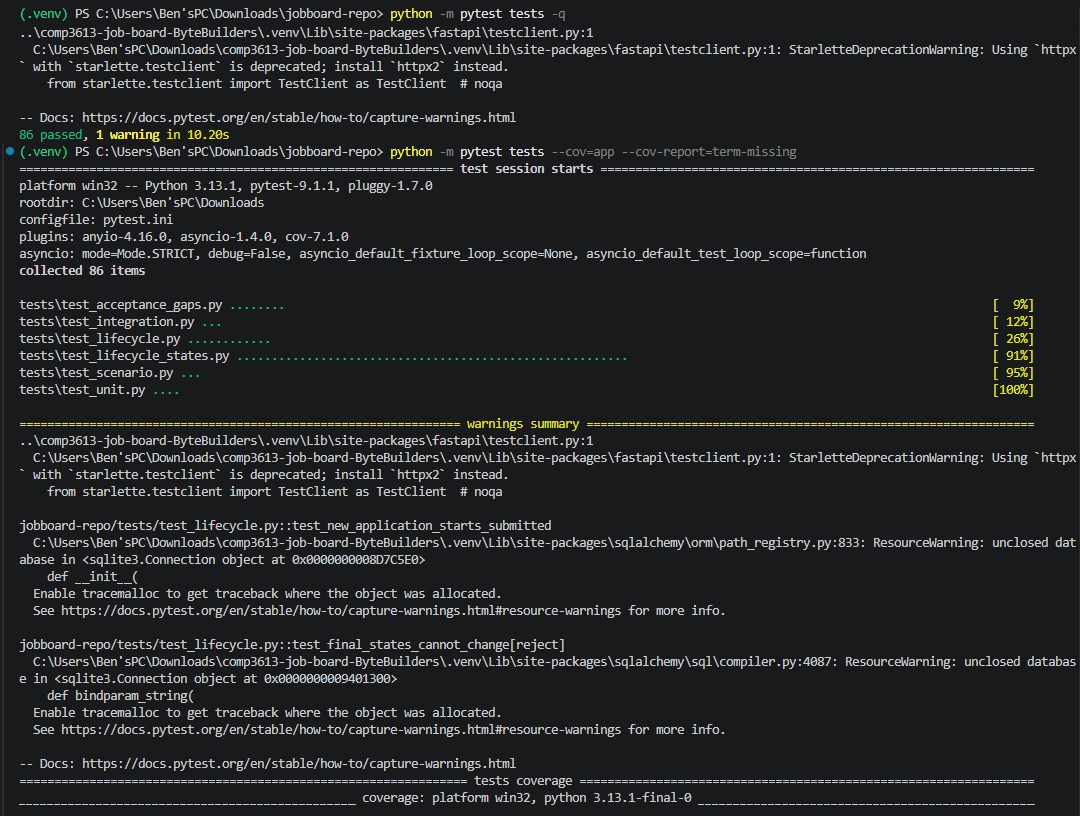 (.venv) PS C:\Users\Ben'sPC\Downloads\jobboard-repo> python -m pytest tests -q
..\comp3613-job-board-ByteBuilders\.venv\Lib\site-packages\fastapi\testclient.py:1
  C:\Users\Ben'sPC\Downloads\comp3613-job-board-ByteBuilders\.venv\Lib\site-packages\fastapi\testclient.py:1: StarletteDeprecationWarning: Using `httpx
` with `starlette.testclient` is deprecated; install `httpx2` instead.
    from starlette.testclient import TestClient as TestClient  # noqa

-- Docs: https://docs.pytest.org/en/stable/how-to/capture-warnings.html
86 passed, 1 warning in 10.20s
(.venv) PS C:\Users\Ben'sPC\Downloads\jobboard-repo> python -m pytest tests --cov=app --cov-report=term-missing
============================================================== test session starts ==============================================================
platform win32 -- Python 3.13.1, pytest-9.1.1, pluggy-1.7.0
rootdir: C:\Users\Ben'sPC\Downloads
configfile: pytest.ini
plugins: anyio-4.16.0, asyncio-1.4.0, cov-7.1.0
asyncio: mode=Mode.STRICT, debug=False, asyncio_default_fixture_loop_scope=None, asyncio_default_test_loop_scope=function
collected 86 items

tests\test_acceptance_gaps.py ........ [  9%]
tests\test_integration.py ... [ 12%]
tests\test_lifecycle.py ............ [ 26%]
tests\test_lifecycle_states.py ........................................................ [ 91%]
tests\test_scenario.py ... [ 95%]
tests\test_unit.py .... [100%]

=============================================================== warnings summary ================================================================
..\comp3613-job-board-ByteBuilders\.venv\Lib\site-packages\fastapi\testclient.py:1
  C:\Users\Ben'sPC\Downloads\comp3613-job-board-ByteBuilders\.venv\Lib\site-packages\fastapi\testclient.py:1: StarletteDeprecationWarning: Using `httpx
` with `starlette.testclient` is deprecated; install `httpx2` instead.
    from starlette.testclient import TestClient as TestClient  # noqa

jobboard-repo/tests/test_lifecycle.py::test_new_application_starts_submitted
  C:\Users\Ben'sPC\Downloads\comp3613-job-board-ByteBuilders\.venv\Lib\site-packages\sqlalchemy\orm\path_registry.py:833: ResourceWarning: unclosed dat
abase in <sqlite3.Connection object at 0x0000000008D7C5E0>
    def __init__(
  Enable tracemalloc to get traceback where the object was allocated.
  See https://docs.pytest.org/en/stable/how-to/capture-warnings.html#resource-warnings for more info.

jobboard-repo/tests/test_lifecycle.py::test_final_states_cannot_change[reject]
  C:\Users\Ben'sPC\Downloads\comp3613-job-board-ByteBuilders\.venv\Lib\site-packages\sqlalchemy\sql\compiler.py:4087: ResourceWarning: unclosed databas
e in <sqlite3.Connection object at 0x0000000009401300>
    def bindparam_string(
  Enable tracemalloc to get traceback where the object was allocated.
  See https://docs.pytest.org/en/stable/how-to/capture-warnings.html#resource-warnings for more info.

-- Docs: https://docs.pytest.org/en/stable/how-to/capture-warnings.html
================================================================ tests coverage =================================================================
________________________________________________ coverage: platform win32, python 3.13.1-final-0 ________________________________________________